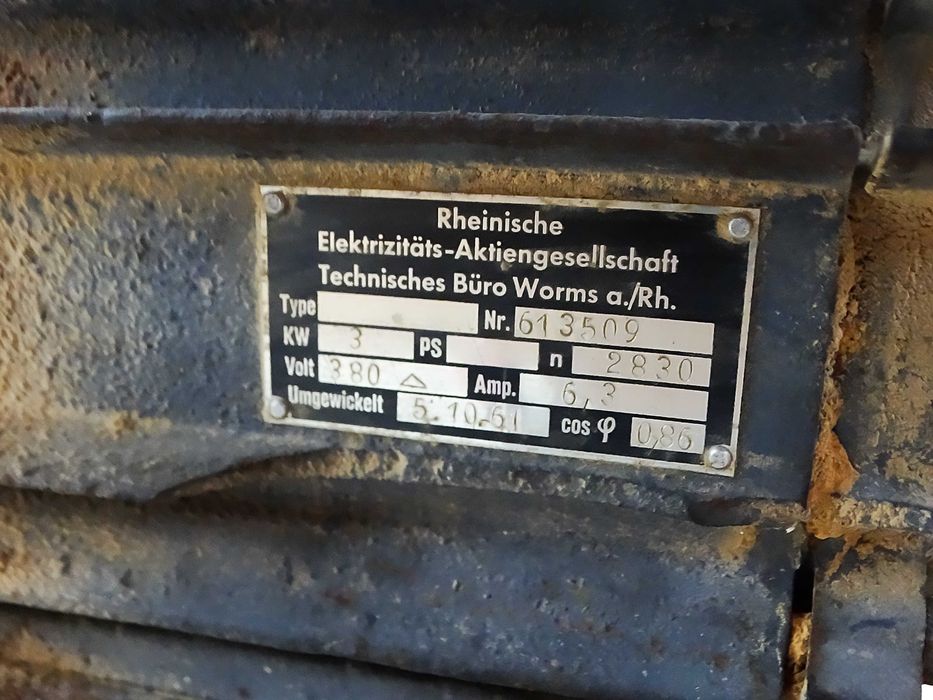 Rheinische
Elektrizitäts-Aktiengesellschaft
Technisches Büro Worms a./Rh.
Type Nr. 613509
KW 3 PS n 2830
Volt 380 △ Amp. 6,3
Umgewickelt 5.10.61 cos φ 0,86